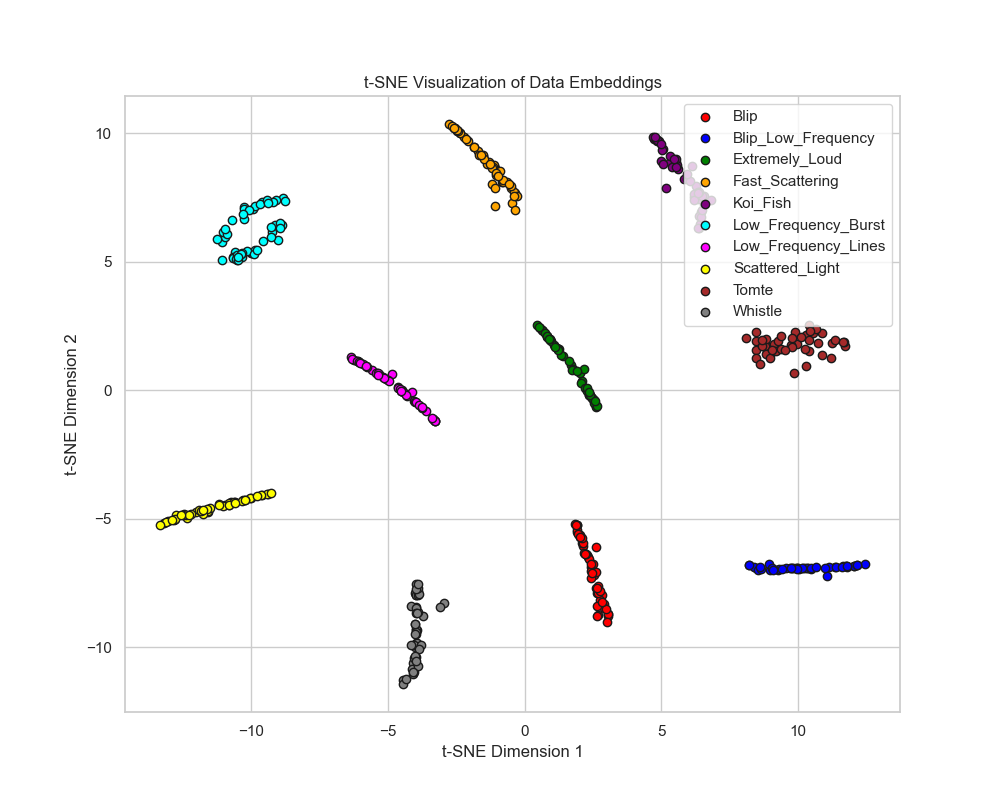 t-SNE Visualization of Data Embeddings
Blip
Blip_Low_Frequency
Extremely_Loud
Fast_Scattering
Koi_Fish
Low_Frequency_Burst
Low_Frequency_Lines
Scattered_Light
Tomte
Whistle
t-SNE Dimension 2
10
5
0
−5
−10
−10
−5
0
5
10
t-SNE Dimension 1